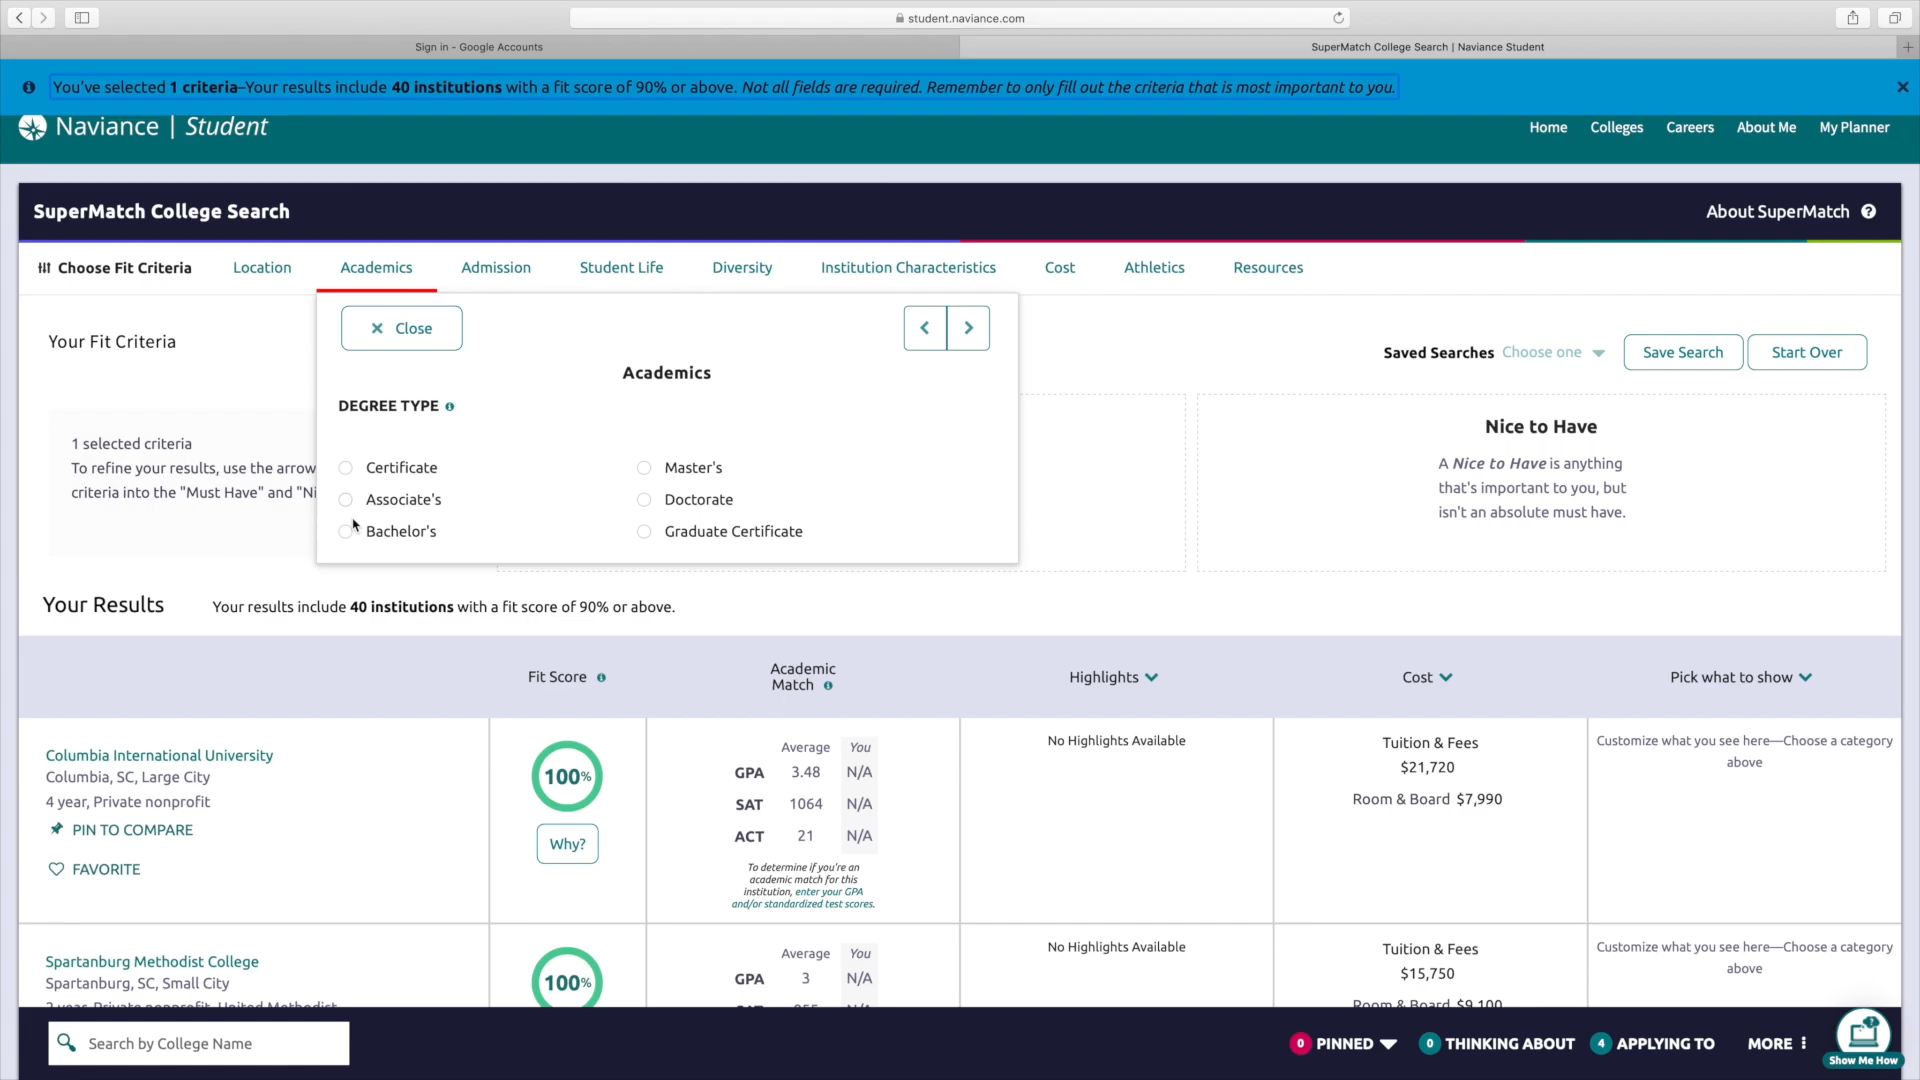 student.naviance.com
Sign in - Google Accounts
SuperMatch College Search | Naviance Student
You've selected 1 criteria–Your results include 40 institutions with a fit score of 90% or above. Not all fields are required. Remember to only fill out the criteria that is most important to you.
Naviance | Student
Home
Colleges
Careers
About Me
My Planner
SuperMatch College Search
About SuperMatch
Choose Fit Criteria
Location
Academics
Admission
Student Life
Diversity
Institution Characteristics
Cost
Athletics
Resources
Close
Your Fit Criteria
Saved Searches
Choose one
Save Search
Start Over
Academics
DEGREE TYPE
Certificate
Associate's
Bachelor's
Master's
Doctorate
Graduate Certificate
1 selected criteria
To refine your results, use the arrow
criteria into the "Must Have" and "Ni
Nice to Have
A Nice to Have is anything
that's important to you, but
isn't an absolute must have.
Your Results
Your results include 40 institutions with a fit score of 90% or above.
Fit Score
Academic
Match
Highlights
Cost
Pick what to show
Columbia International University
Columbia, SC, Large City
4 year, Private nonprofit
PIN TO COMPARE
FAVORITE
100%
Why?
Average You
GPA 3.48 N/A
SAT 1064 N/A
ACT 21 N/A
To determine if you're an
academic match for this
institution, enter your GPA
and/or standardized test scores.
No Highlights Available
Tuition & Fees
$21,720
Room & Board $7,990
Customize what you see here—Choose a category
above
Spartanburg Methodist College
Spartanburg, SC, Small City
2 year, Private nonprofit, United Methodist
100%
Average You
GPA 3 N/A
SAT 955 N/A
No Highlights Available
Tuition & Fees
$15,750
Room & Board $9,100
Customize what you see here—Choose a category
above
Search by College Name
0 PINNED
0 THINKING ABOUT
4 APPLYING TO
MORE
Show Me How